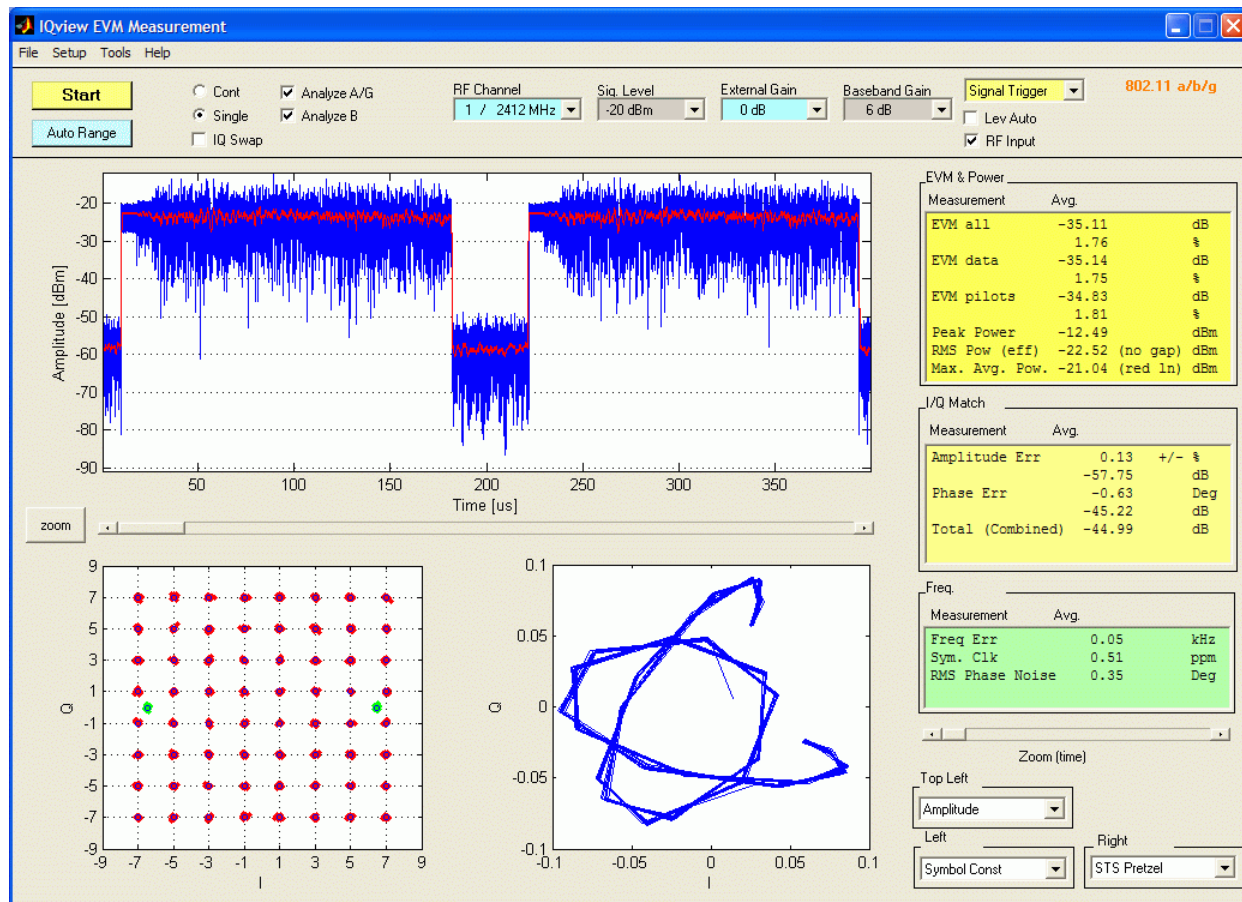 IQview EVM Measurement
File Setup Tools Help
Start
Auto Range
Cont
Single
IQ Swap
Analyze A/G
Analyze B
RF Channel
1 / 2412 MHz
Sig. Level
-20 dBm
External Gain
0 dB
Baseband Gain
6 dB
Signal Trigger
Lev Auto
RF Input
802.11 a/b/g
Amplitude [dBm]
-20
-30
-40
-50
-60
-70
-80
-90
50 100 150 200 250 300 350
Time [us]
zoom
EVM & Power
Measurement Avg.
EVM all -35.11 dB
1.76 %
EVM data -35.14 dB
1.75 %
EVM pilots -34.83 dB
1.81 %
Peak Power -12.49 dBm
RMS Pow (eff) -22.52 (no gap) dBm
Max. Avg. Pow. -21.04 (red ln) dBm
I/Q Match
Measurement Avg.
Amplitude Err 0.13 +/- %
-57.75 dB
Phase Err -0.63 Deg
-45.22 dB
Total (Combined) -44.99 dB
Freq.
Measurement Avg.
Freq Err 0.05 kHz
Sym. Clk 0.51 ppm
RMS Phase Noise 0.35 Deg
Zoom (time)
Q
9
7
5
3
1
-1
-3
-5
-7
-9
-9 -7 -5 -3 -1 1 3 5 7 9
I
Q
0.1
0.05
0
-0.05
-0.1
-0.1 -0.05 0 0.05 0.1
I
Top Left
Amplitude
Left
Symbol Const
Right
STS Pretzel